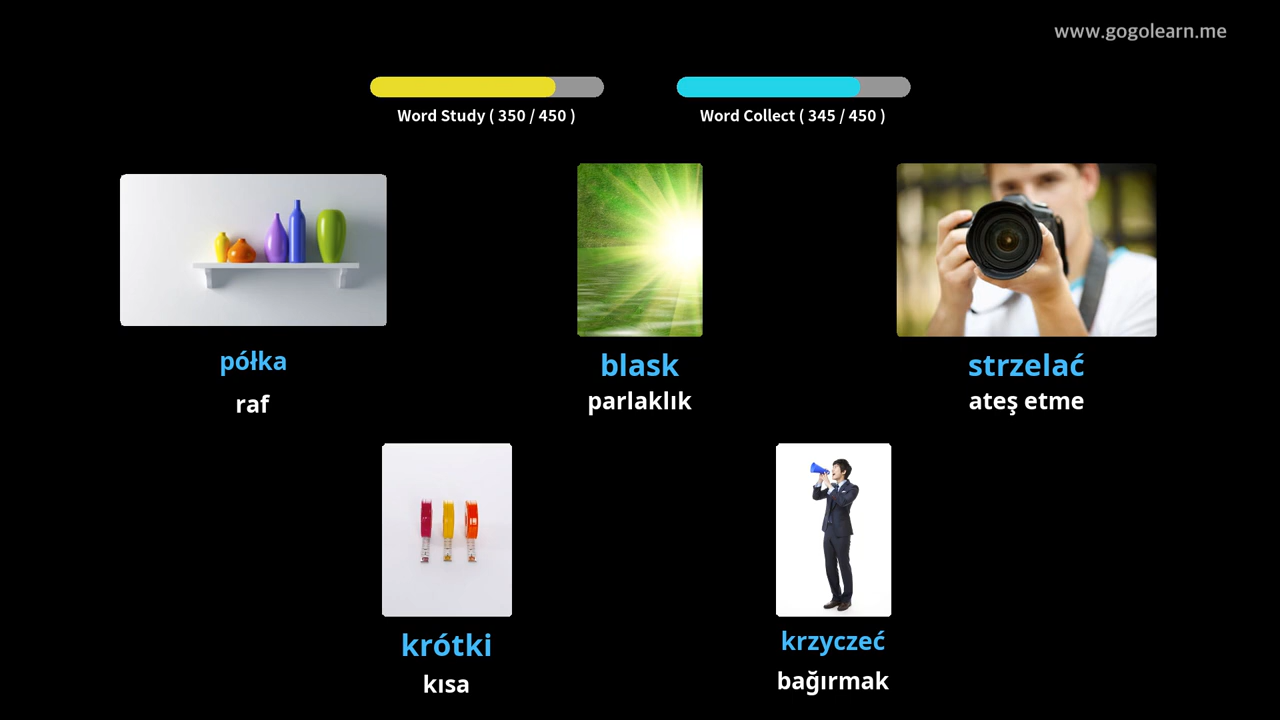 www.gogolearn.me
Word Study ( 350 / 450 )
Word Collect ( 345 / 450 )
półka
raf
blask
parlaklık
strzelać
ateş etme
krótki
kısa
krzyczeć
bağırmak